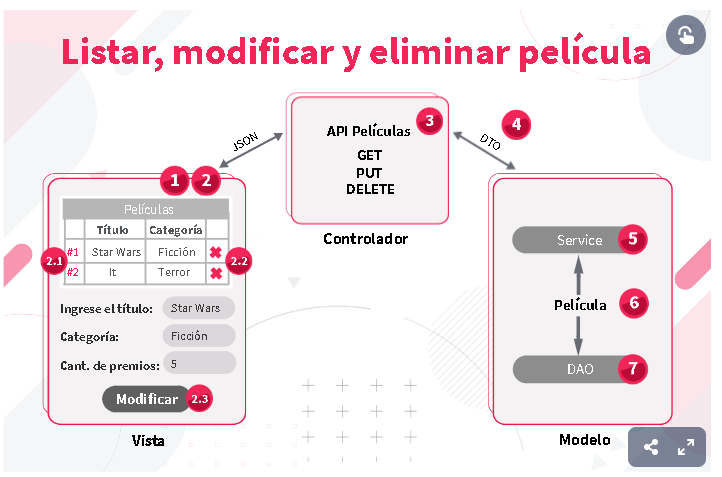 Listar, modificar y eliminar película
JSON
API Películas
3
GET
PUT
DELETE
Controlador
DTO
4
1
2
Películas
Título Categoría
2.1
#1 Star Wars Ficción
2.2
#2 It Terror
Ingrese el título: Star Wars
Categoría: Ficción
Cant. de premios: 5
Modificar 2.3
Vista
Service 5
Película 6
DAO 7
Modelo